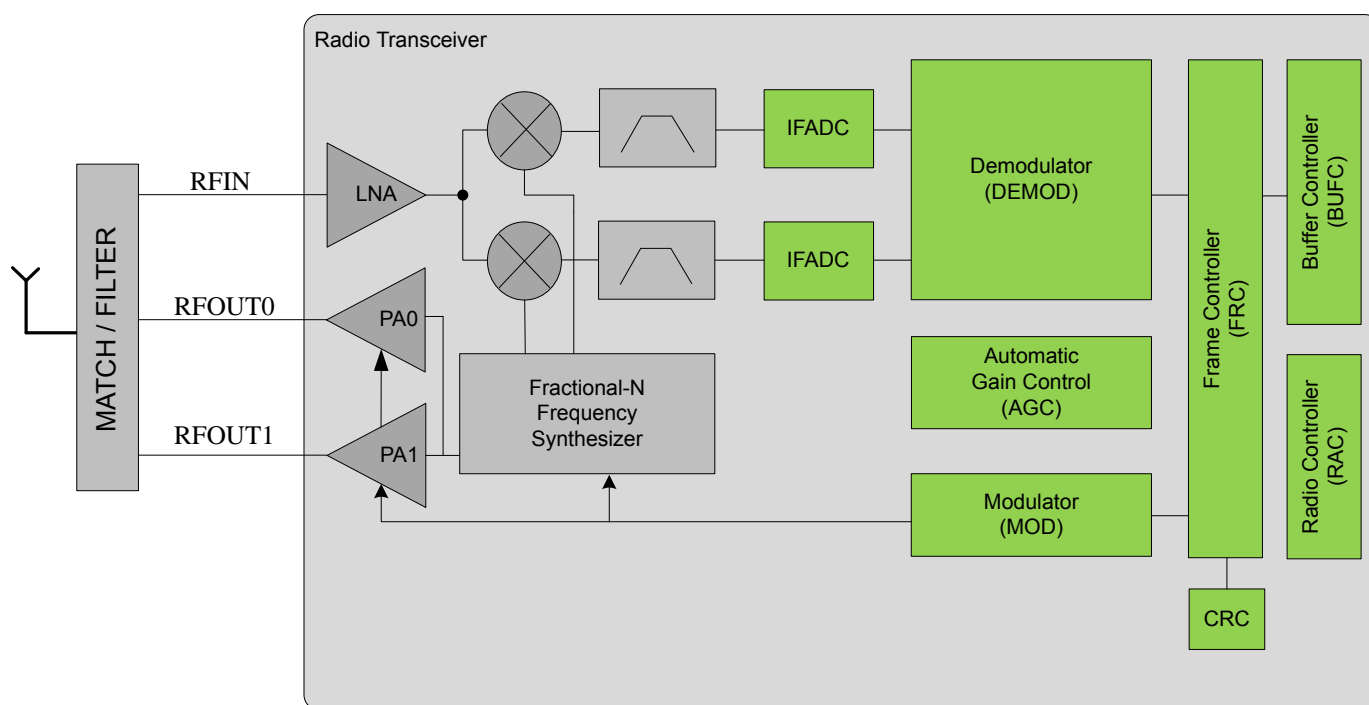 Radio Transceiver
MATCH / FILTER
RFIN
RFOUT0
RFOUT1
LNA
PA0
PA1
Fractional-N
Frequency
Synthesizer
IFADC
IFADC
Demodulator
(DEMOD)
Automatic
Gain Control
(AGC)
Modulator
(MOD)
Frame Controller
(FRC)
CRC
Buffer Controller
(BUFC)
Radio Controller
(RAC)